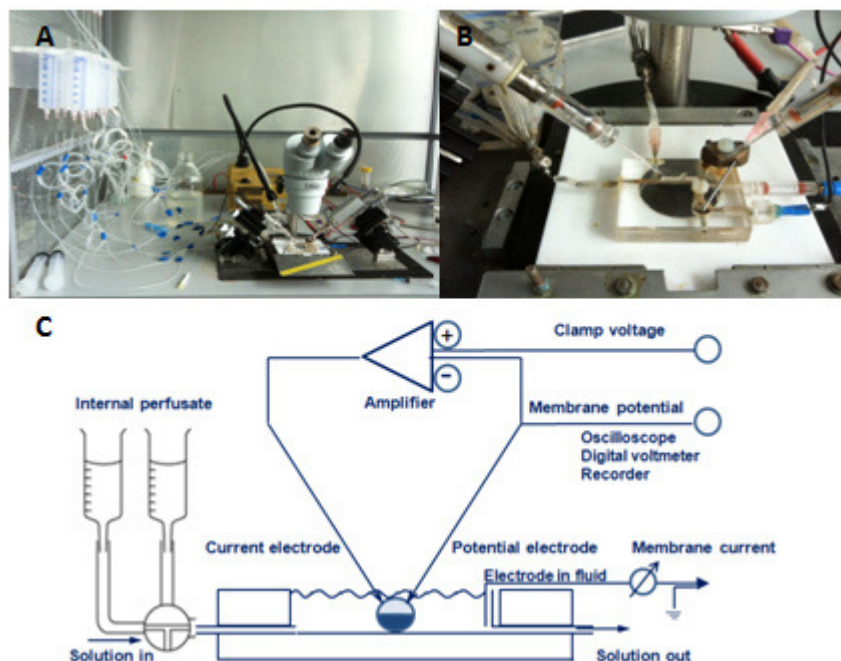 A
B
C
+
Clamp voltage
−
Internal perfusate
Amplifier
Membrane potential
Oscilloscope
Digital voltmeter
Recorder
Current electrode
Potential electrode
Membrane current
Electrode in fluid
Solution in
Solution out